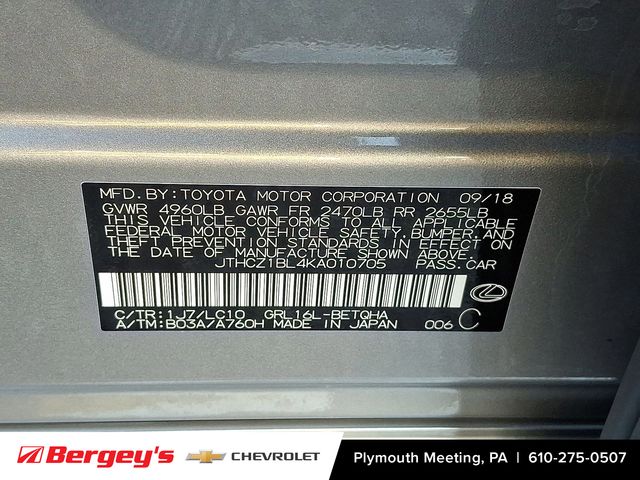 MFD. BY: TOYOTA MOTOR CORPORATION 09/18
GVWR 4960LB GAWR FR 2470LB RR 2655LB
THIS VEHICLE CONFORMS TO ALL APPLICABLE
FEDERAL MOTOR VEHICLE SAFETY, BUMPER, AND
THEFT PREVENTION STANDARDS IN EFFECT ON
THE DATE OF MANUFACTURE SHOWN ABOVE.
JTHCZ1BL4KA010705 PASS. CAR
C/TR: 1J7/LC10 GRL16L-BETQHA
A/TM: B03A/A760H MADE IN JAPAN 006 C
Bergey's CHEVROLET Plymouth Meeting, PA | 610-275-0507